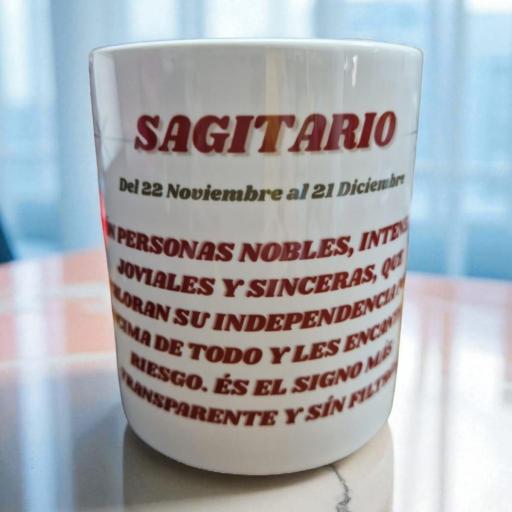 SAGITARIO
Del 22 Noviembre al 21 Diciembre
PERSONAS NOBLES,
JOVIALES Y SINCERAS, QUE
SU INDEPENDENCIA
DE TODO Y LES
RIESGO. ÉS EL SIGNO MÁS
TRANSPARENTE Y SÍN